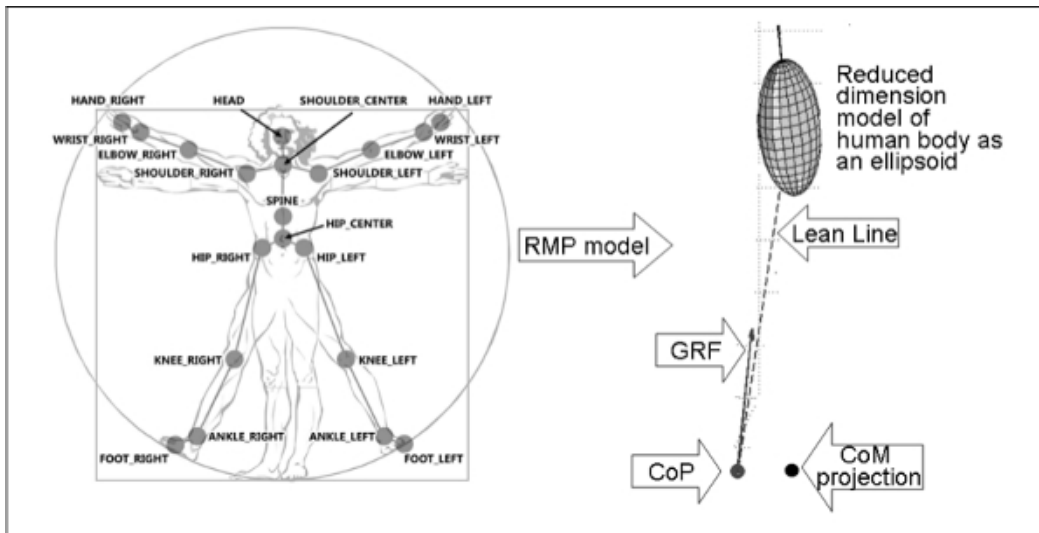 HAND_RIGHT
HEAD
SHOULDER_CENTER
HAND_LEFT
WRIST_RIGHT
WRIST_LEFT
ELBOW_RIGHT
ELBOW_LEFT
SHOULDER_RIGHT
SHOULDER_LEFT
SPINE
HIP_CENTER
HIP_RIGHT
HIP_LEFT
KNEE_RIGHT
KNEE_LEFT
ANKLE_RIGHT
ANKLE_LEFT
FOOT_RIGHT
FOOT_LEFT
RMP model
Reduced
dimension
model of
human body as
an ellipsoid
Lean Line
GRF
CoP
CoM
projection